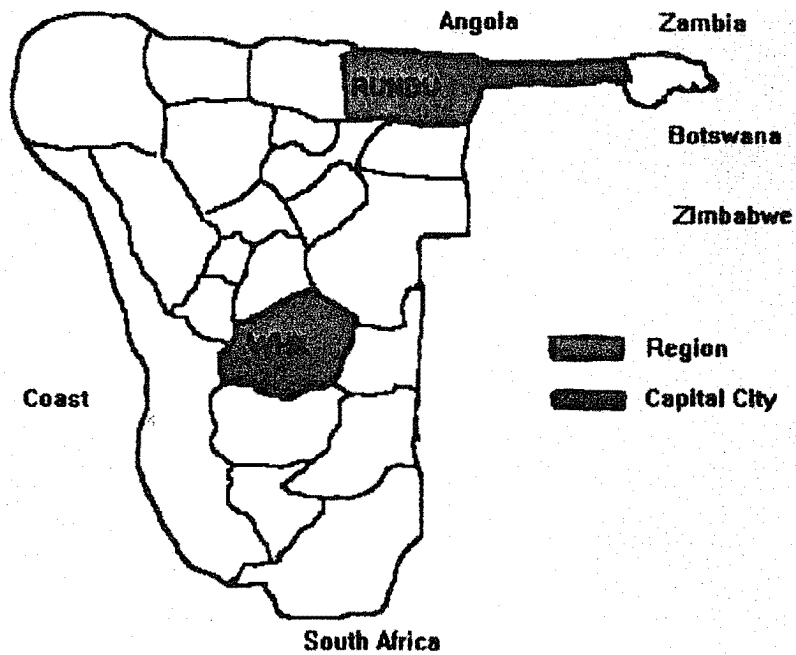 Angola
Zambia
RUNDU
Botswana
Zimbabwe
Region
Capital City
Coast
South Africa